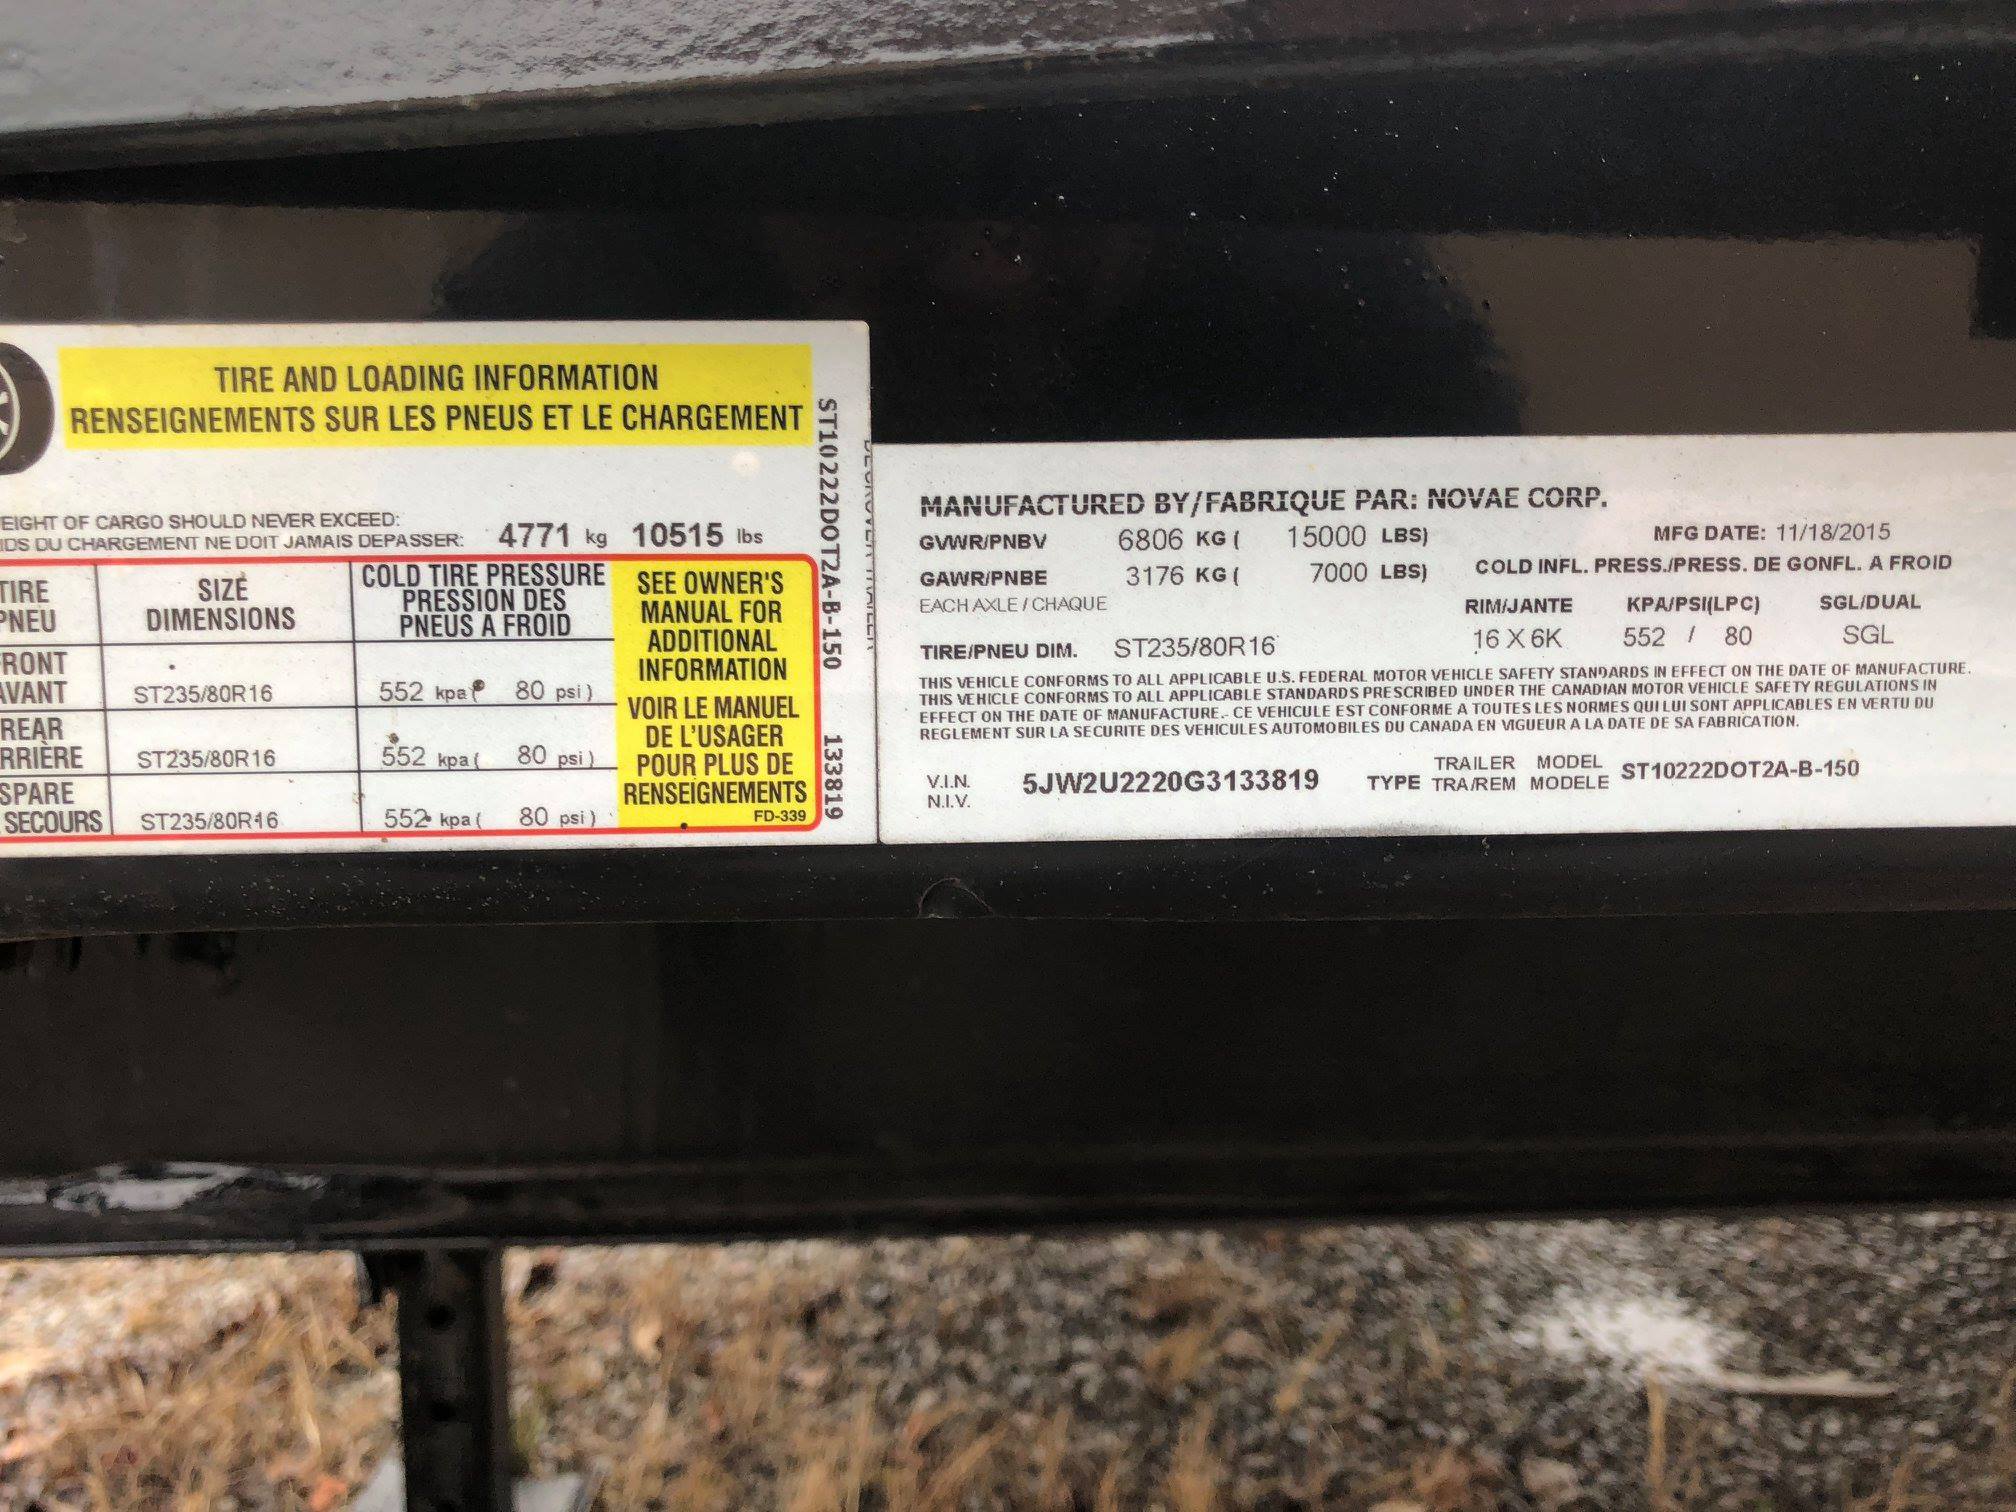 TIRE AND LOADING INFORMATION
RENSEIGNEMENTS SUR LES PNEUS ET LE CHARGEMENT
EIGHT OF CARGO SHOULD NEVER EXCEED:
IDS DU CHARGEMENT NE DOIT JAMAIS DEPASSER: 4771 kg 10515 lbs
TIRE
PNEU
SIZE
DIMENSIONS
COLD TIRE PRESSURE
PRESSION DES
PNEUS A FROID
RONT
AVANT
ST235/80R16 552 kpa( 80 psi)
REAR
RRIÈRE
ST235/80R16 552 kpa( 80 psi)
SPARE
SECOURS
ST235/80R16 552 kpa( 80 psi)
SEE OWNER'S
MANUAL FOR
ADDITIONAL
INFORMATION
VOIR LE MANUEL
DE L'USAGER
POUR PLUS DE
RENSEIGNEMENTS
FD-339
ST10222DOT2A-B-150 133819
MANUFACTURED BY/FABRIQUE PAR: NOVAE CORP.
GVWR/PNBV 6806 KG ( 15000 LBS) MFG DATE: 11/18/2015
GAWR/PNBE 3176 KG ( 7000 LBS) COLD INFL. PRESS./PRESS. DE GONFL. A FROID
EACH AXLE / CHAQUE RIM/JANTE KPA/PSI(LPC) SGL/DUAL
TIRE/PNEU DIM. ST235/80R16 16 X 6K 552 / 80 SGL
THIS VEHICLE CONFORMS TO ALL APPLICABLE U.S. FEDERAL MOTOR VEHICLE SAFETY STANDARDS IN EFFECT ON THE DATE OF MANUFACTURE.
THIS VEHICLE CONFORMS TO ALL APPLICABLE STANDARDS PRESCRIBED UNDER THE CANADIAN MOTOR VEHICLE SAFETY REGULATIONS IN
EFFECT ON THE DATE OF MANUFACTURE.- CE VEHICULE EST CONFORME A TOUTES LES NORMES QUI LUI SONT APPLICABLES EN VERTU DU
REGLEMENT SUR LA SECURITE DES VEHICULES AUTOMOBILES DU CANADA EN VIGUEUR A LA DATE DE SA FABRICATION.
V.I.N.
N.I.V.
5JW2U2220G3133819
TYPE
TRAILER
TRA/REM
MODEL
MODELE
ST10222DOT2A-B-150